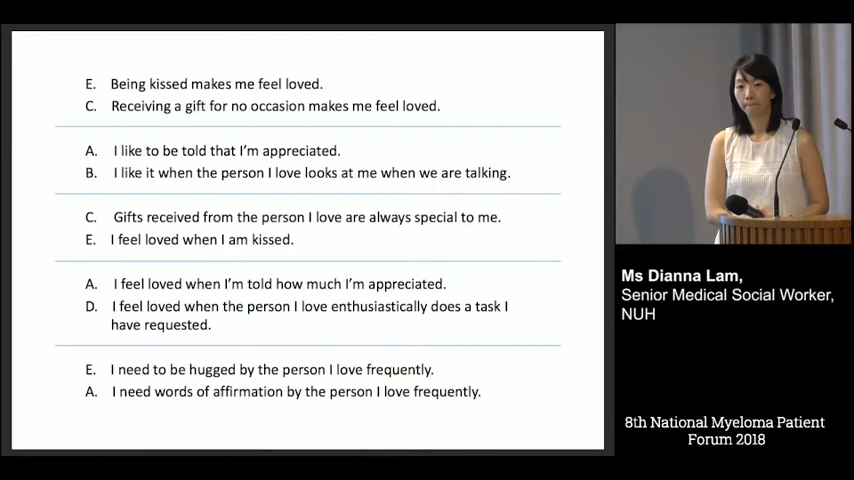 E. Being kissed makes me feel loved.
C. Receiving a gift for no occasion makes me feel loved.
A. I like to be told that I'm appreciated.
B. I like it when the person I love looks at me when we are talking.
C. Gifts received from the person I love are always special to me.
E. I feel loved when I am kissed.
A. I feel loved when I'm told how much I'm appreciated.
D. I feel loved when the person I love enthusiastically does a task I
have requested.
E. I need to be hugged by the person I love frequently.
A. I need words of affirmation by the person I love frequently.
Ms Dianna Lam,
Senior Medical Social Worker,
NUH
8th National Myeloma Patient
Forum 2018